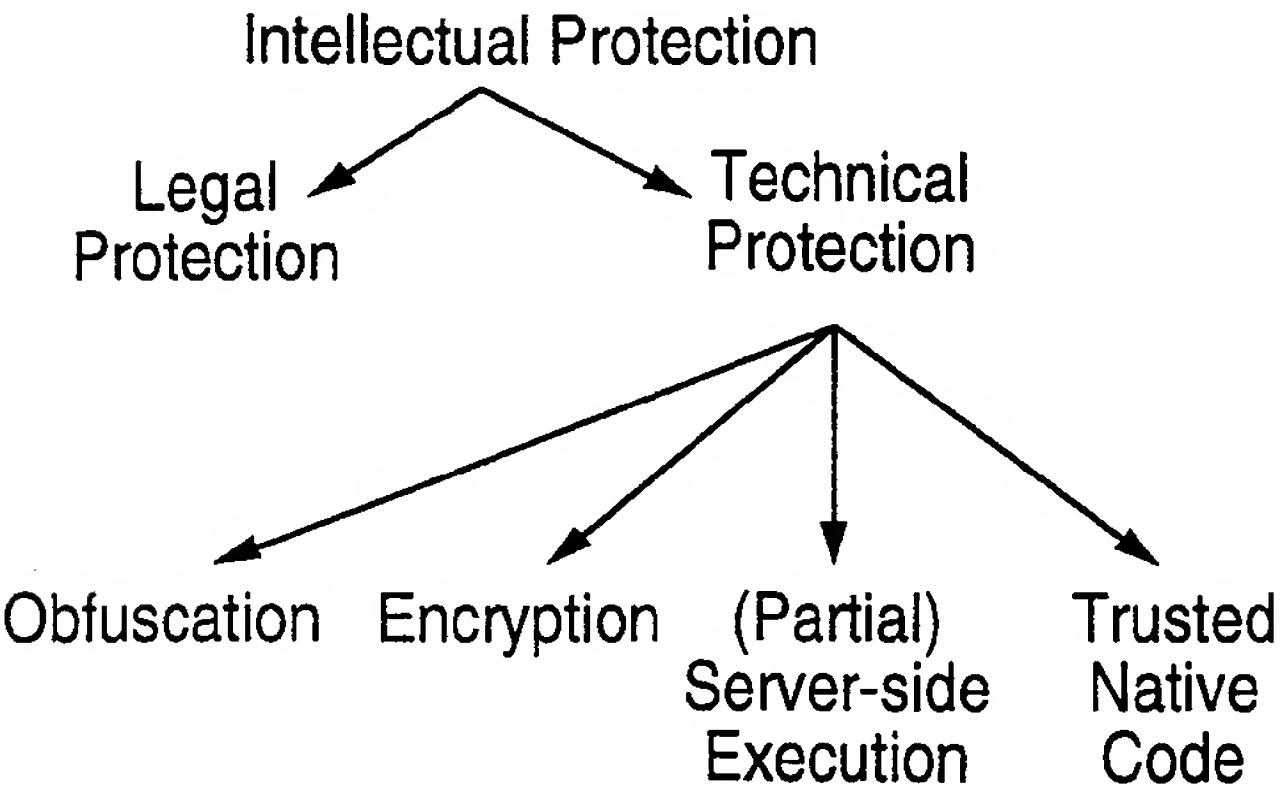 Intellectual Protection
Legal
Protection
Technical
Protection
Obfuscation
Encryption
(Partial)
Server-side
Execution
Trusted
Native
Code